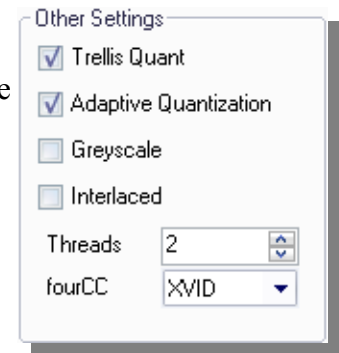 Other Settings
Trellis Quant
e
Adaptive Quantization
Greyscale
Interlaced
Threads 2
fourCC XVID